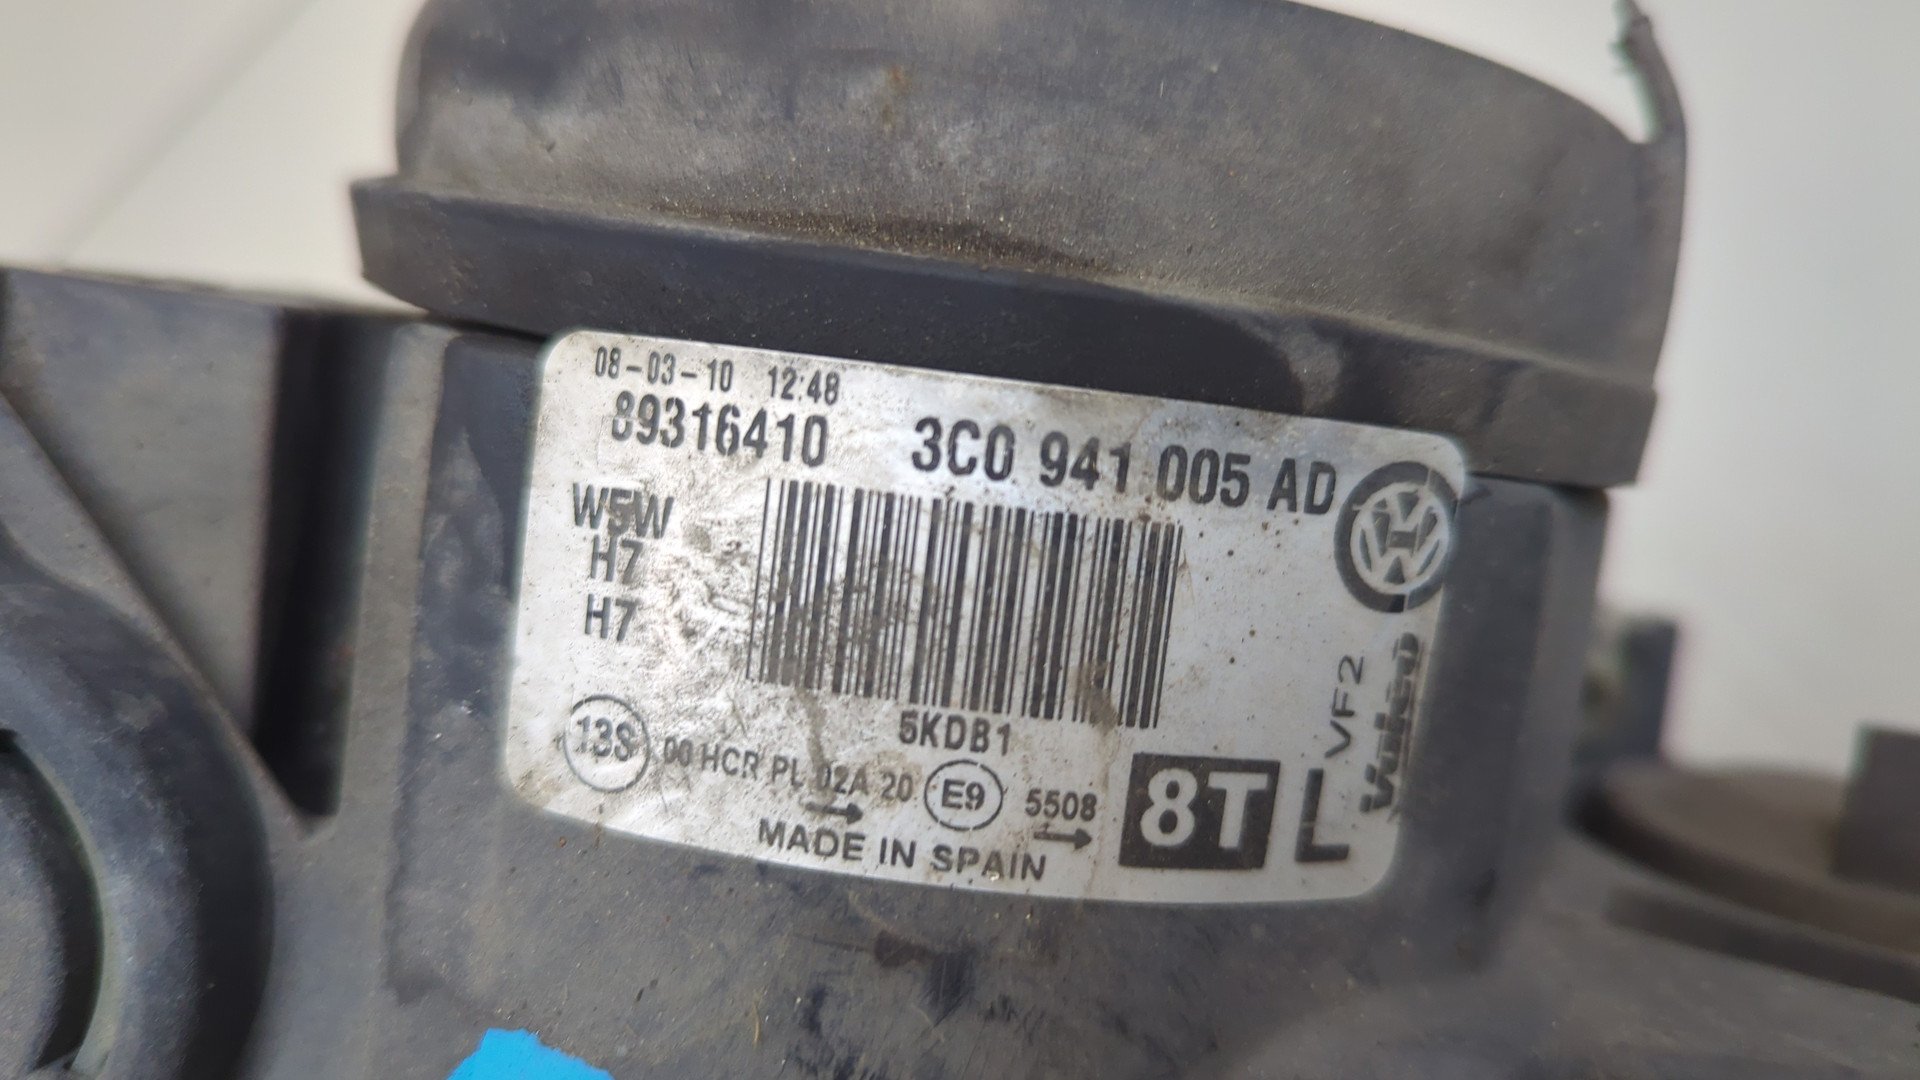 08-03-10 12:48
89316410 3C0 941 005 AD
W5W
H7
H7
5KDB1
13S 00 HCR PL 02A 20 E9 5508
8T L
MADE IN SPAIN
VF2
Valeo